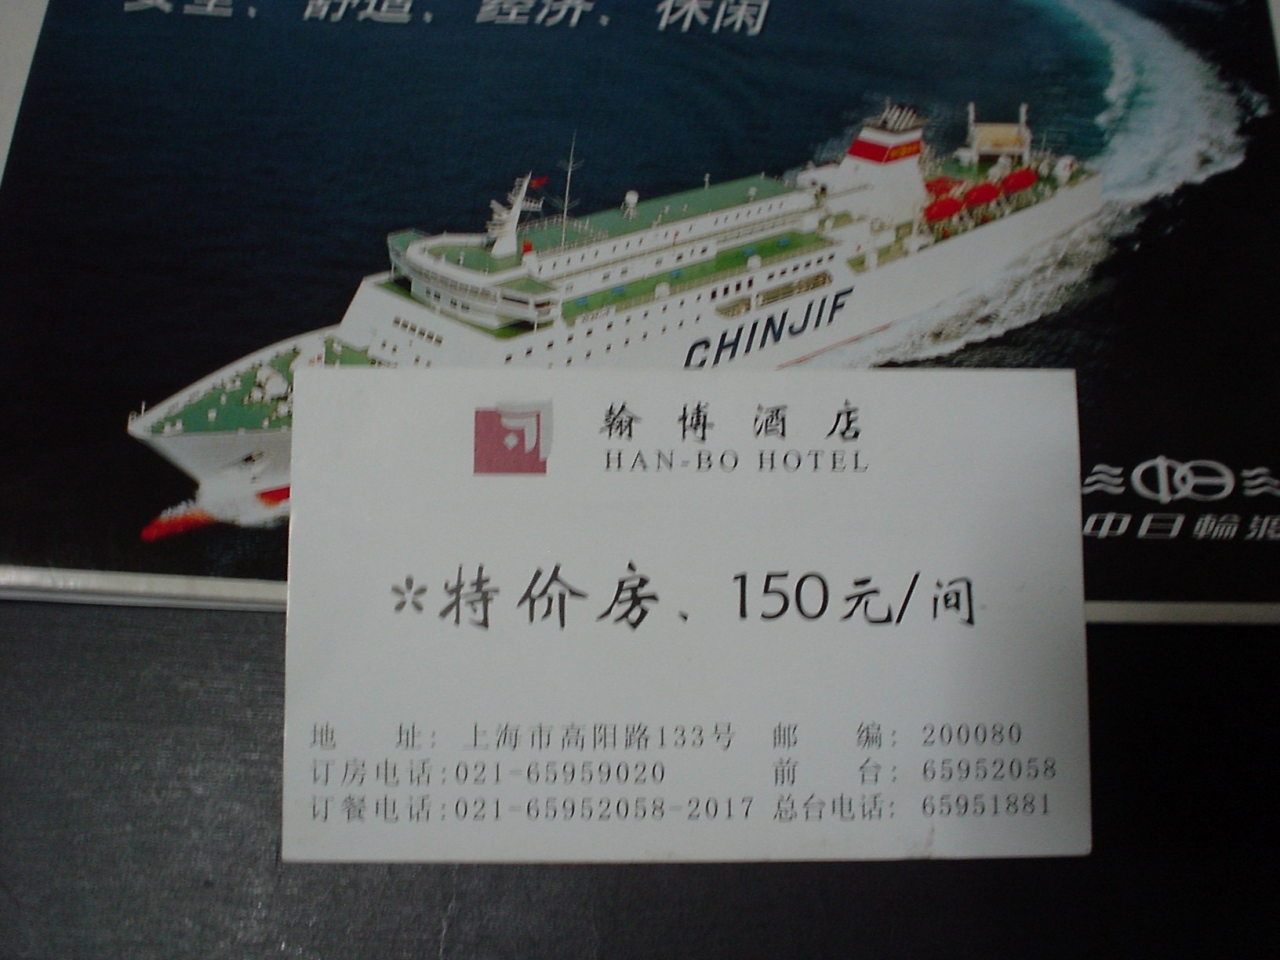 安全、舒适、经济、休闲
CHINJIF
中日輪渡
翰博酒店
HAN-BO HOTEL
*特价房、150元/间
地 址: 上海市高阳路133号 邮 编: 200080
订房电话:021-65959020 前 台: 65952058
订餐电话:021-65952058-2017 总台电话: 65951881